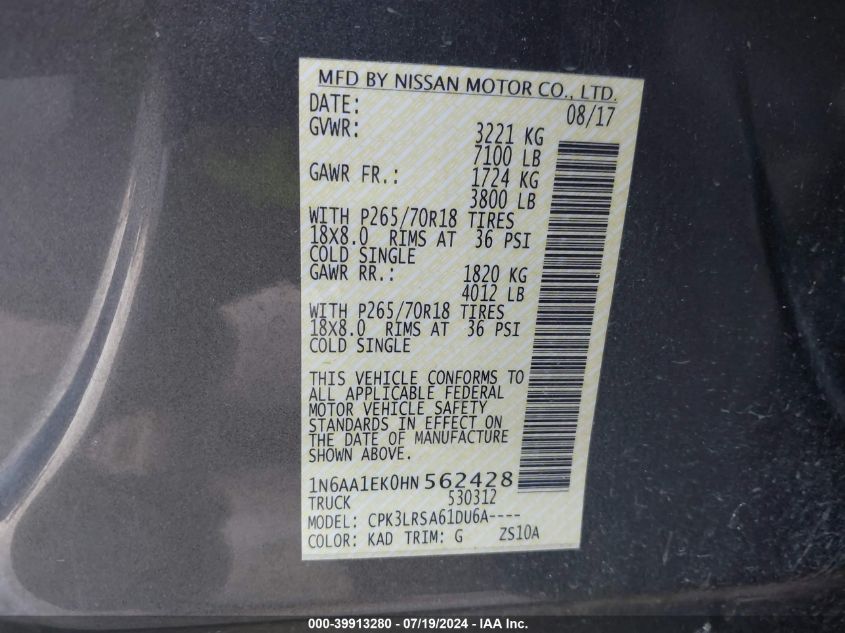 MFD BY NISSAN MOTOR CO., LTD.
DATE: 08/17
GVWR: 3221 KG
7100 LB
GAWR FR.: 1724 KG
3800 LB
WITH P265/70R18 TIRES
18X8.0 RIMS AT 36 PSI
COLD SINGLE
GAWR RR.: 1820 KG
4012 LB
WITH P265/70R18 TIRES
18X8.0 RIMS AT 36 PSI
COLD SINGLE
THIS VEHICLE CONFORMS TO
ALL APPLICABLE FEDERAL
MOTOR VEHICLE SAFETY
STANDARDS IN EFFECT ON
THE DATE OF MANUFACTURE
SHOWN ABOVE.
1N6AA1EK0HN562428
TRUCK 530312
MODEL: CPK3LRSA61DU6A----
COLOR: KAD TRIM: G ZS10A
000-39913280 - 07/19/2024 - IAA Inc.